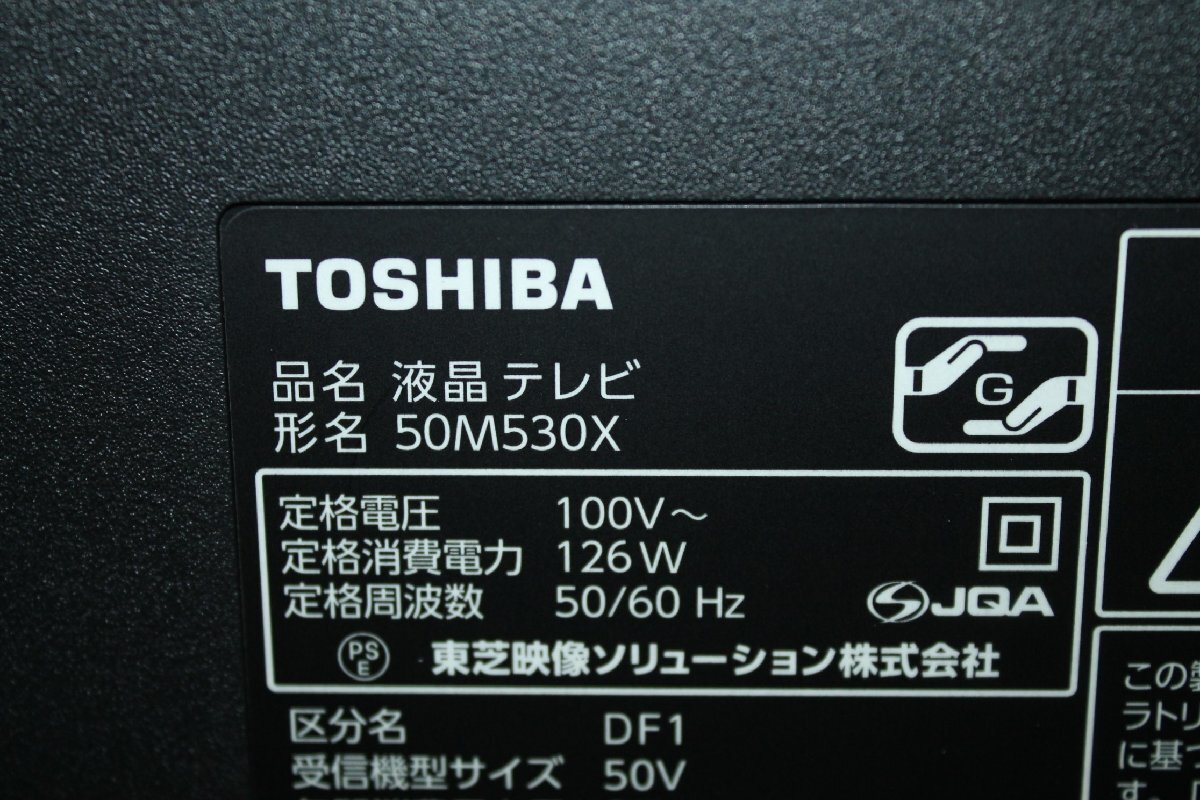 TOSHIBA
品名 液晶テレビ
形名 50M530X
G
定格電圧 100V～
定格消費電力 126W
定格周波数 50/60 Hz
JQA
PS
E
東芝映像ソリューション株式会社
区分名 DF1
受信機型サイズ 50V
この製
ラトリ
に基づ
す。